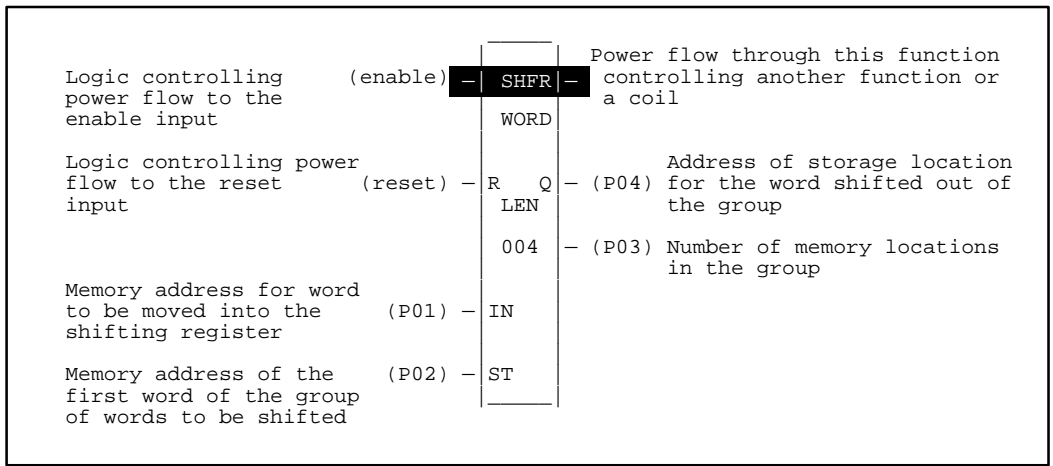 Power flow through this function
Logic controlling (enable) — SHFR — controlling another function or
power flow to the a coil
enable input WORD
Logic controlling power Address of storage location
flow to the reset (reset) — R Q — (P04) for the word shifted out of
input LEN the group
004 — (P03) Number of memory locations
in the group
Memory address for word
to be moved into the (P01) — IN
shifting register
Memory address of the (P02) — ST
first word of the group
of words to be shifted